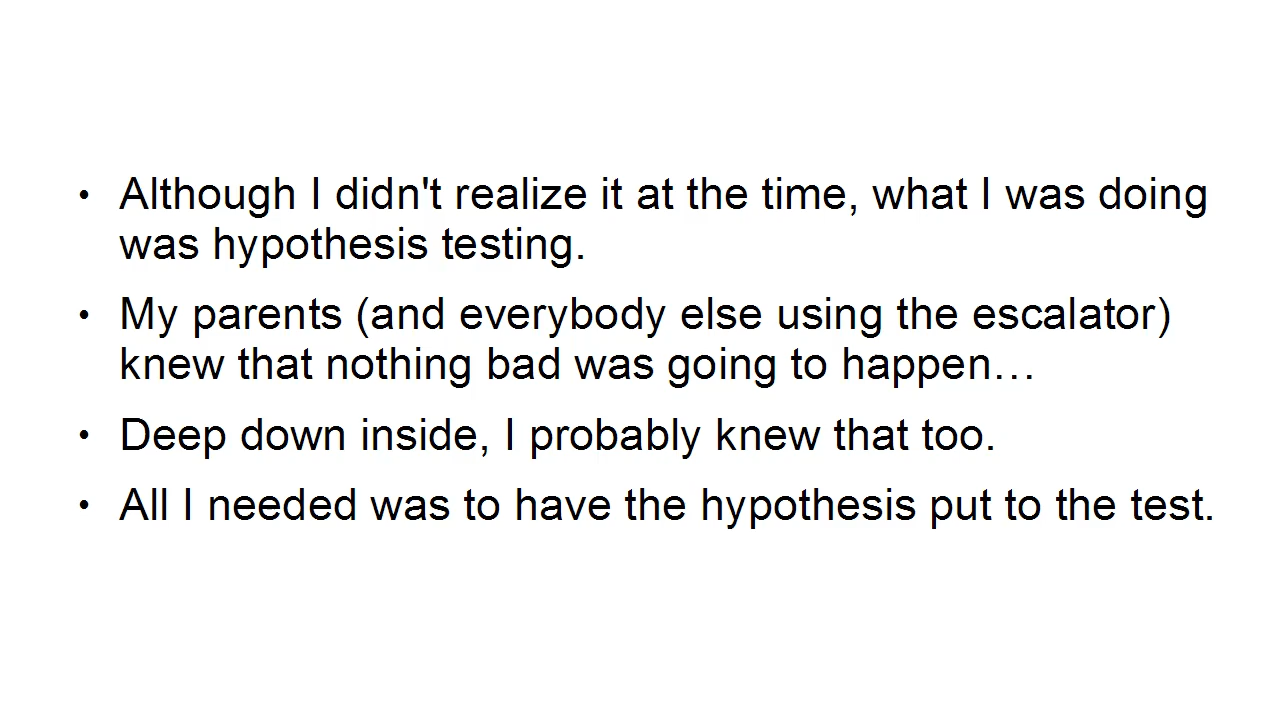 • Although I didn't realize it at the time, what I was doing
was hypothesis testing.
• My parents (and everybody else using the escalator)
knew that nothing bad was going to happen…
• Deep down inside, I probably knew that too.
• All I needed was to have the hypothesis put to the test.